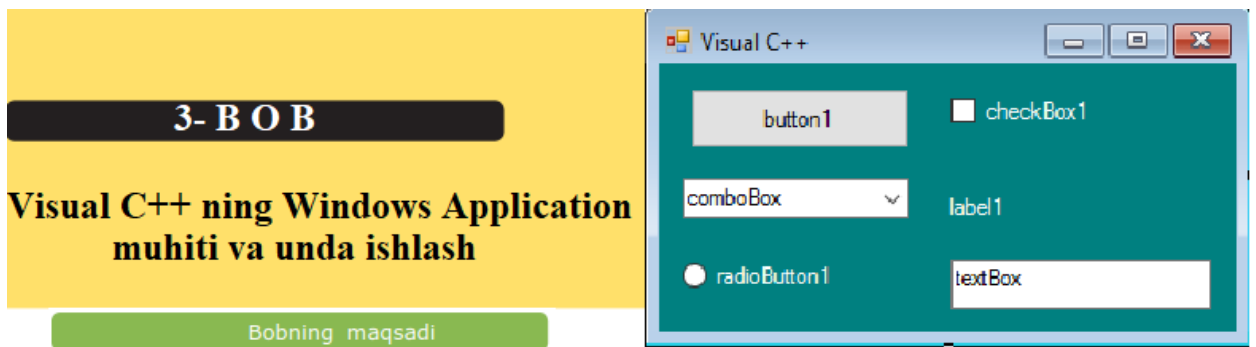 3- B O B
Visual C++ ning Windows Application
muhiti va unda ishlash
Bobning maqsadi
Visual C++
button1
checkBox1
comboBox
label1
radioButton1
textBox